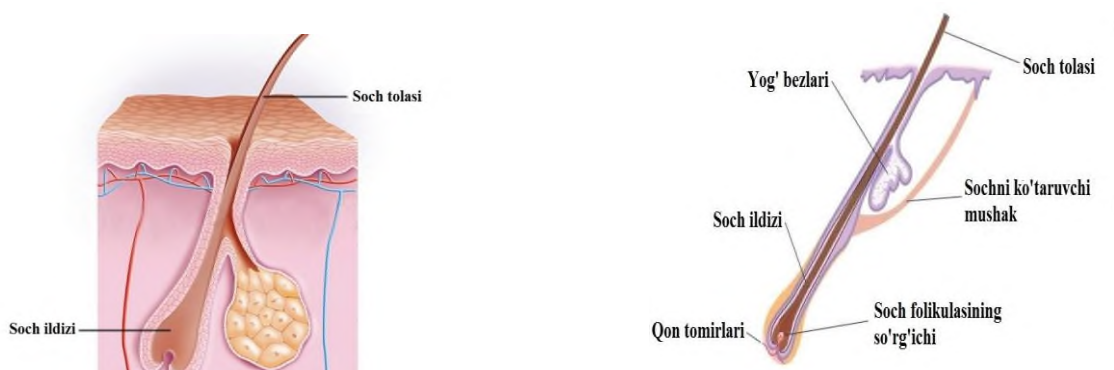 Soch tolasi
Soch ildizi
Soch tolasi
Yog' bezlari
Sochni ko'taruvchi
mushak
Soch ildizi
Soch folikulasining
so'rg'ichi
Qon tomirlari